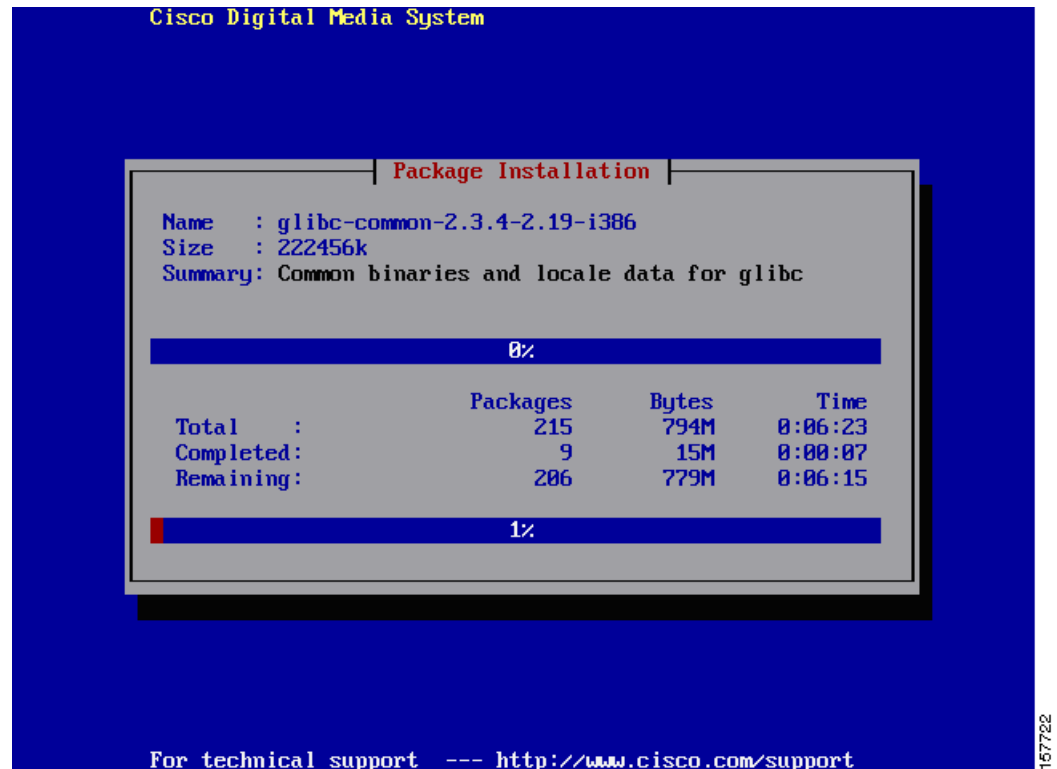 Cisco Digital Media System
Package Installation
Name : glibc-common-2.3.4-2.19-i386
Size : 222456k
Summary: Common binaries and locale data for glibc
0%
Packages Bytes Time
Total : 215 794M 0:06:23
Completed: 9 15M 0:00:07
Remaining: 206 779M 0:06:15
1%
For technical support --- http://www.cisco.com/support
157722